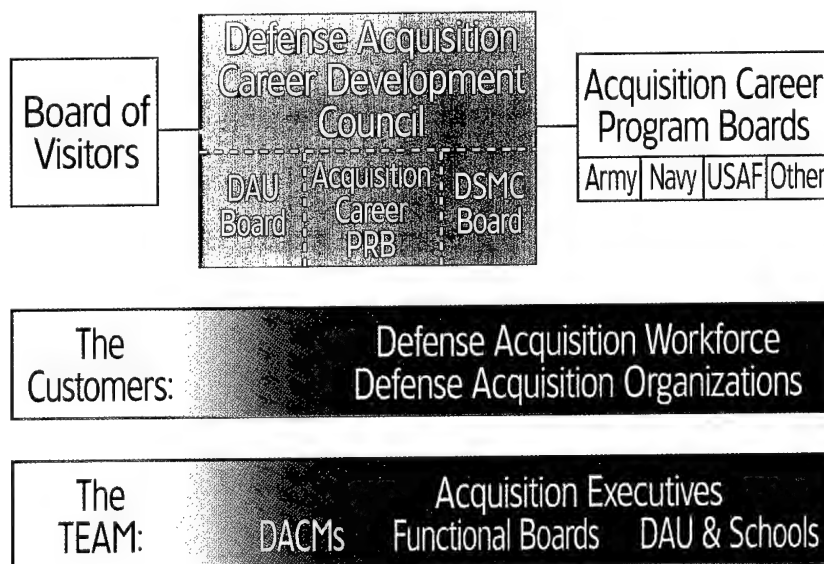 Board of
Visitors
Defense Acquisition
Career Development
Council
DAU
Board
Acquisition
Career
PRB
DSMC
Board
Acquisition Career
Program Boards
Army Navy USAF Other
The
Customers:
Defense Acquisition Workforce
Defense Acquisition Organizations
The
TEAM:
Acquisition Executives
DACMs Functional Boards DAU & Schools